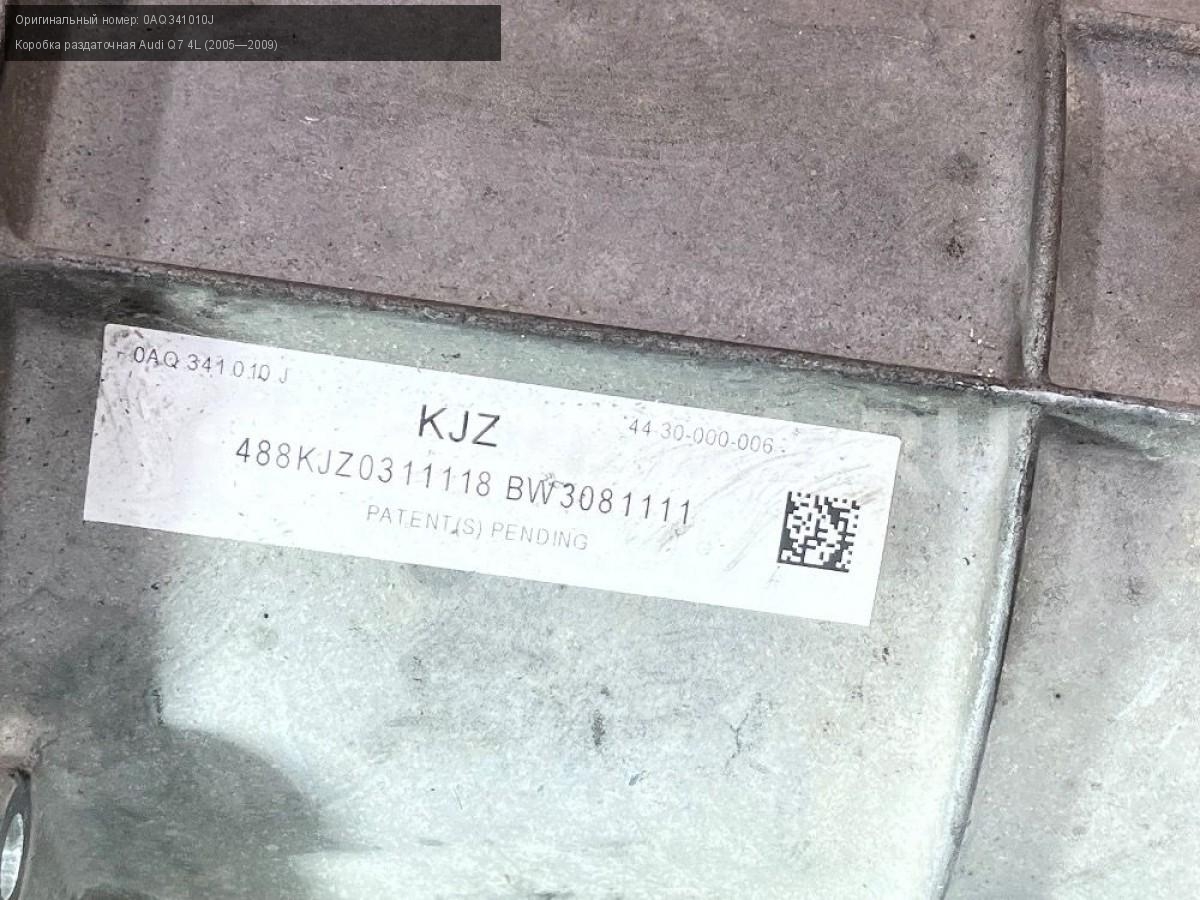 Оригинальный номер: 0AQ341010J
Коробка раздаточная Audi Q7 4L (2005—2009)
0AQ 341 010 J
KJZ
44-30-000-006
488KJZ0311118 BW3081111
PATENT(S) PENDING